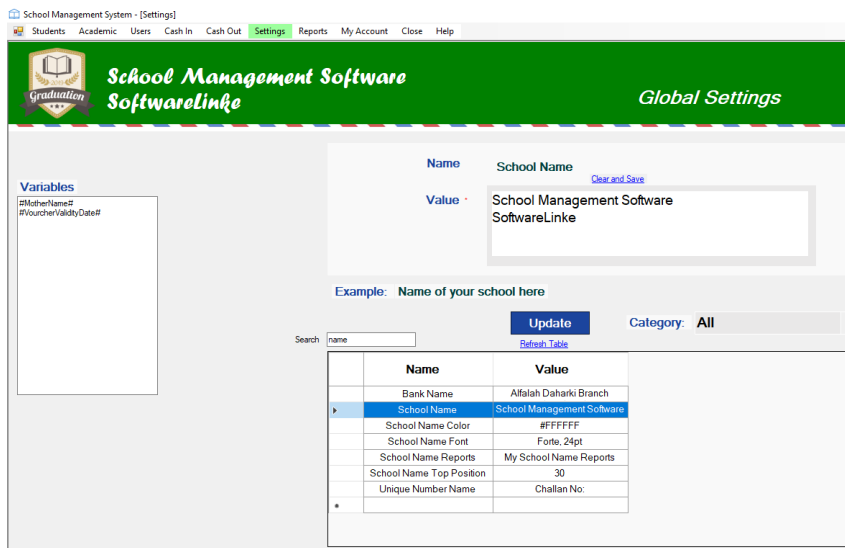 School Management System - [Settings]
Students Academic Users Cash In Cash Out Settings Reports My Account Close Help
Graduation
School Management Software
SoftwareLinke
Global Settings
Name School Name
Clear and Save
Variables
#MotherName#
#VourcherValidityDate#
Value * School Management Software
SoftwareLinke
Example: Name of your school here
Update Category: All
Search name Refresh Table
Name Value
Bank Name Alfalah Daharki Branch
School Name School Management Software
School Name Color #FFFFFF
School Name Font Forte, 24pt
School Name Reports My School Name Reports
School Name Top Position 30
Unique Number Name Challan No: